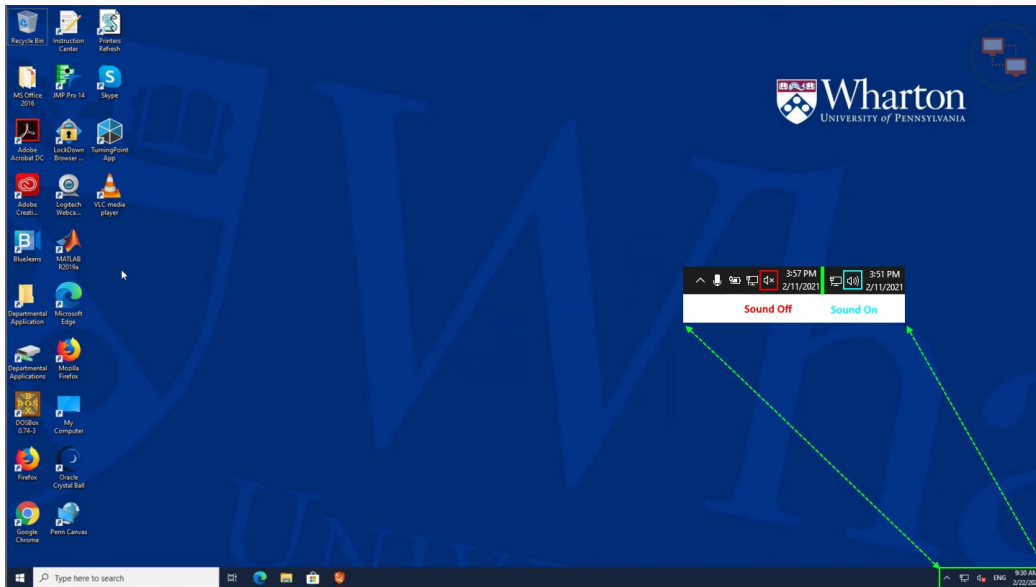 Recycle Bin
Instruction
Center
Printers
Refresh
MS Office
2016
JMP Pro 14
Skype
Adobe
Acrobat DC
LockDown
Browser ...
TurningPoint
App
Adobe
Creati...
Logitech
Webca...
VLC media
player
BlueJeans
MATLAB
R2019a
Departmental
Application
Microsoft
Edge
Departmental
Applications
Mozilla
Firefox
DOSBox
0.74-3
My
Computer
Firefox
Oracle
Crystal Ball
Google
Chrome
Penn Canvas
Wharton
UNIVERSITY of PENNSYLVANIA
3:57 PM
2/11/2021
3:51 PM
2/11/2021
Sound Off
Sound On
Wha
UNI
Type here to search
ENG
9:30 AM